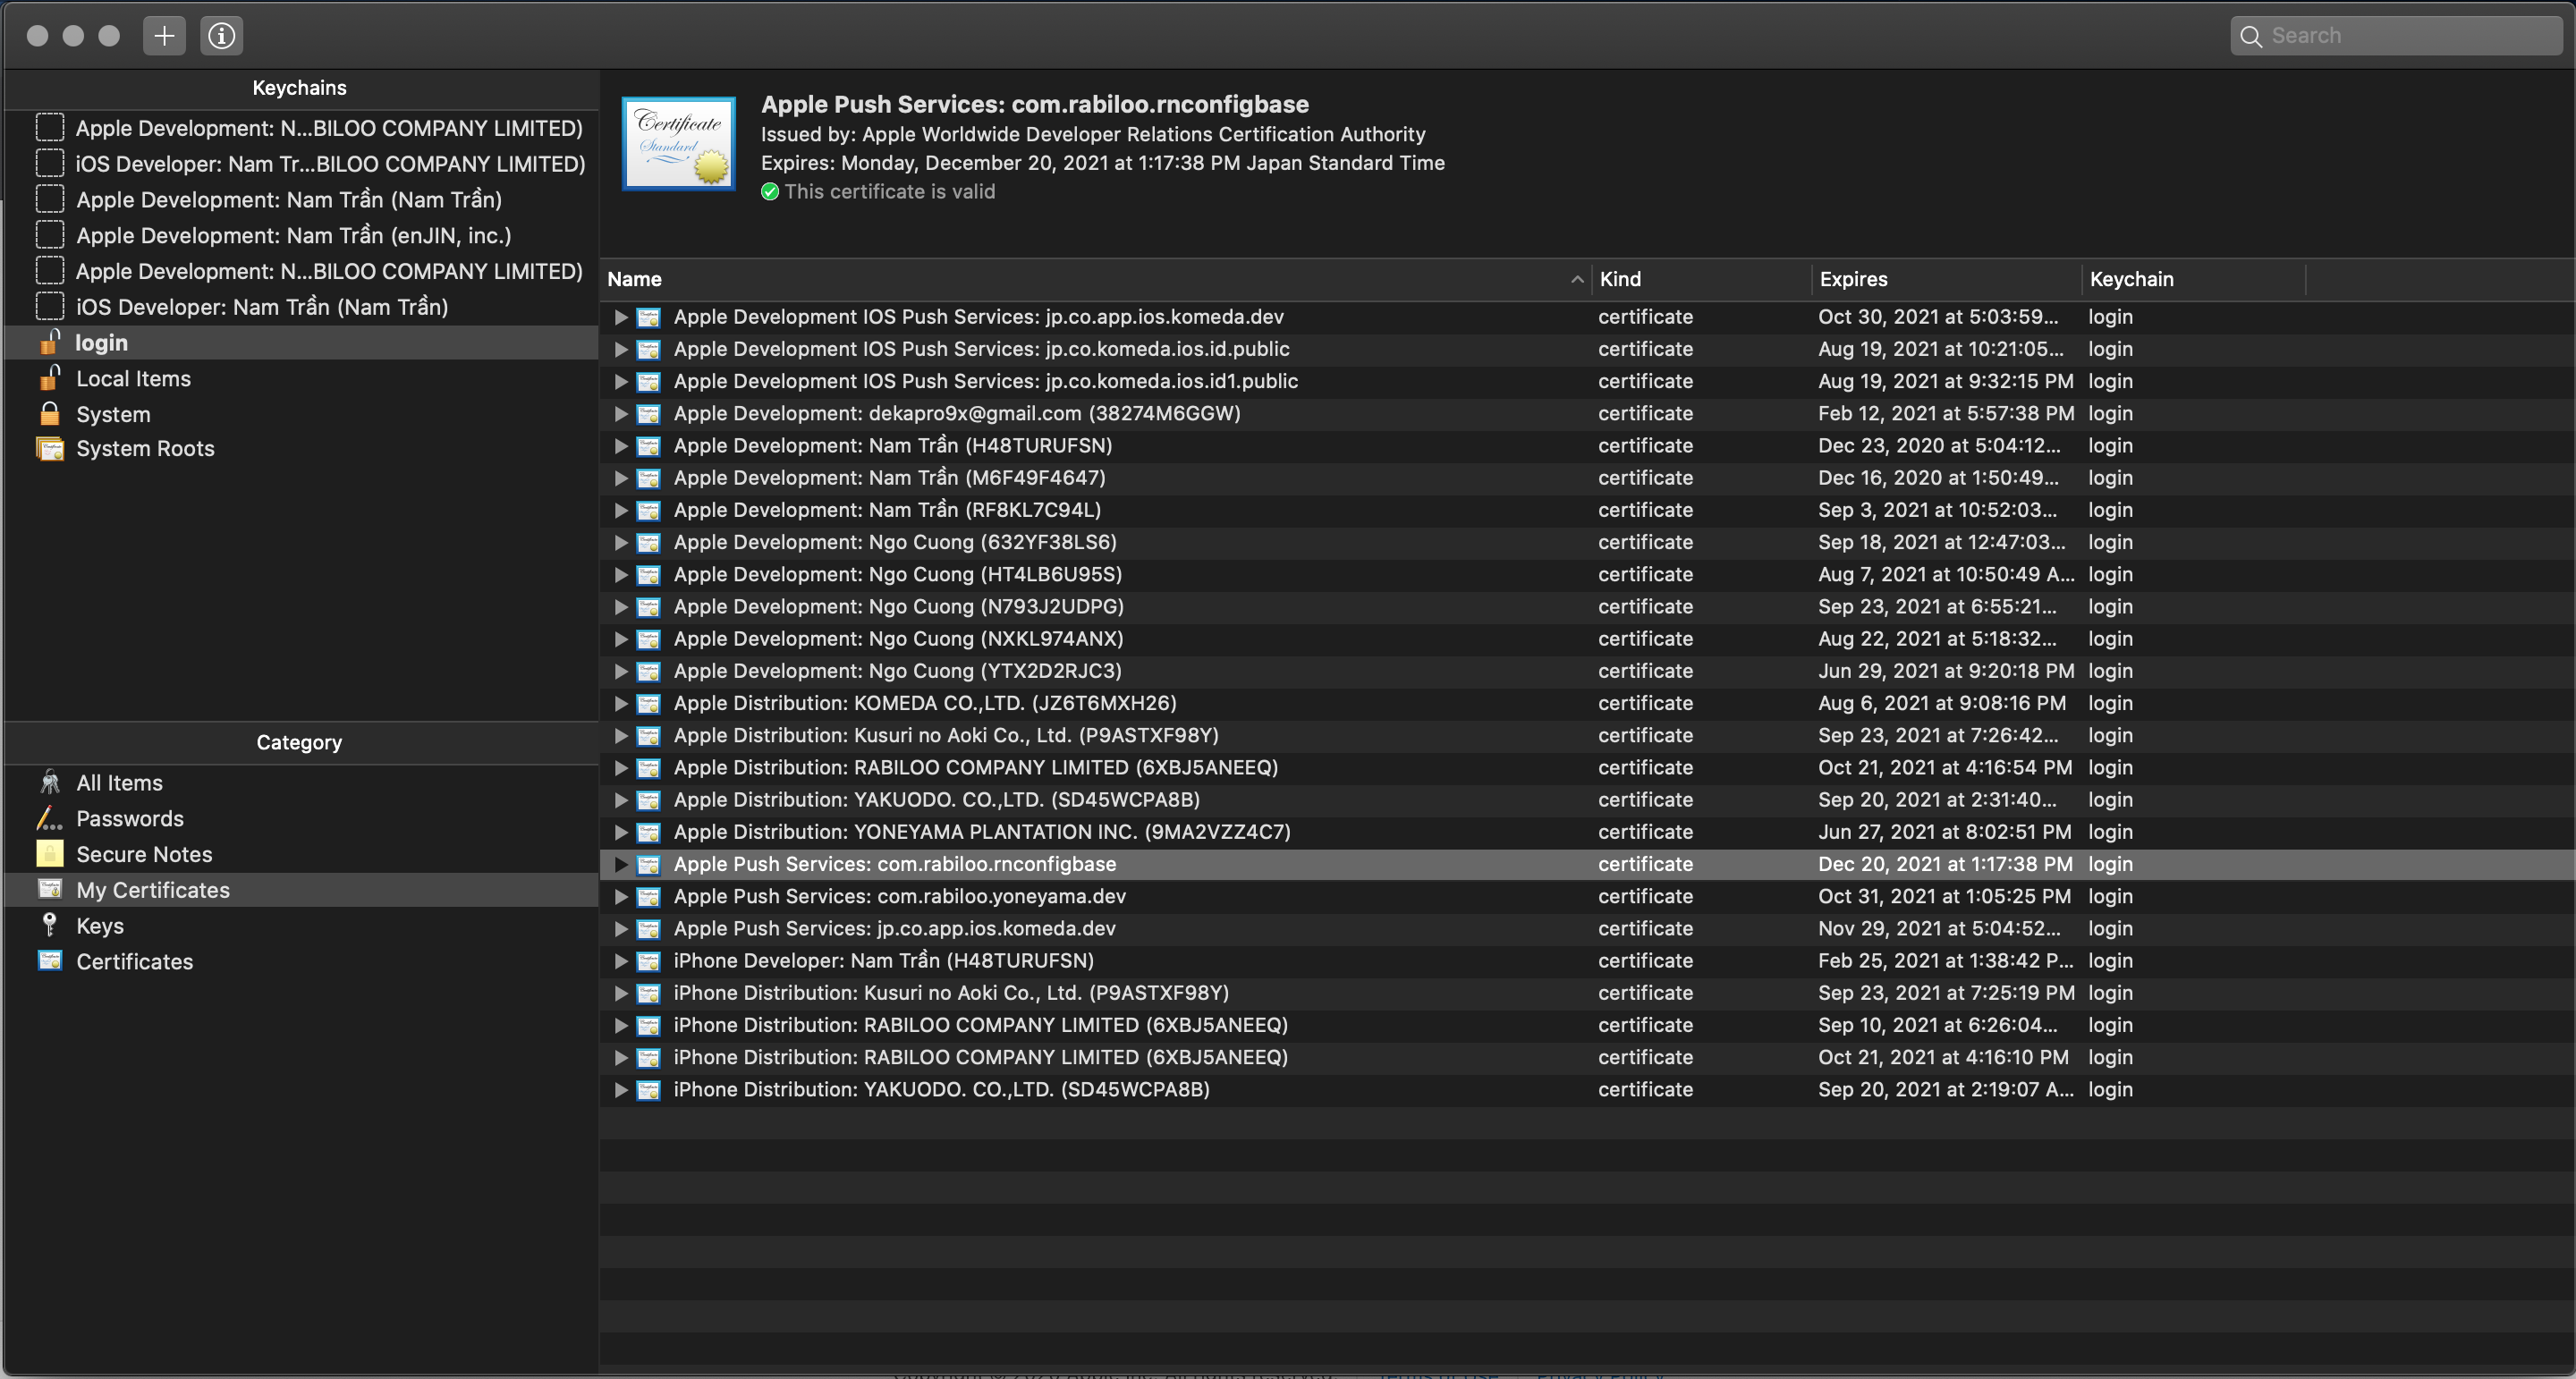 Search
Keychains
Apple Development: N...BILOO COMPANY LIMITED)
iOS Developer: Nam Tr...BILOO COMPANY LIMITED)
Apple Development: Nam Trần (Nam Trần)
Apple Development: Nam Trần (enJIN, inc.)
Apple Development: N...BILOO COMPANY LIMITED)
iOS Developer: Nam Trần (Nam Trần)
login
Local Items
System
System Roots
Category
All Items
Passwords
Secure Notes
My Certificates
Keys
Certificates
Certificate
Standard
Apple Push Services: com.rabiloo.rnconfigbase
Issued by: Apple Worldwide Developer Relations Certification Authority
Expires: Monday, December 20, 2021 at 1:17:38 PM Japan Standard Time
This certificate is valid
Name Kind Expires Keychain
Apple Development IOS Push Services: jp.co.app.ios.komeda.dev certificate Oct 30, 2021 at 5:03:59... login
Apple Development IOS Push Services: jp.co.komeda.ios.id.public certificate Aug 19, 2021 at 10:21:05... login
Apple Development IOS Push Services: jp.co.komeda.ios.id1.public certificate Aug 19, 2021 at 9:32:15 PM login
Apple Development: dekapro9x@gmail.com (38274M6GGW) certificate Feb 12, 2021 at 5:57:38 PM login
Apple Development: Nam Trần (H48TURUFSN) certificate Dec 23, 2020 at 5:04:12... login
Apple Development: Nam Trần (M6F49F4647) certificate Dec 16, 2020 at 1:50:49... login
Apple Development: Nam Trần (RF8KL7C94L) certificate Sep 3, 2021 at 10:52:03... login
Apple Development: Ngo Cuong (632YF38LS6) certificate Sep 18, 2021 at 12:47:03... login
Apple Development: Ngo Cuong (HT4LB6U95S) certificate Aug 7, 2021 at 10:50:49 A... login
Apple Development: Ngo Cuong (N793J2UDPG) certificate Sep 23, 2021 at 6:55:21... login
Apple Development: Ngo Cuong (NXKL974ANX) certificate Aug 22, 2021 at 5:18:32... login
Apple Development: Ngo Cuong (YTX2D2RJC3) certificate Jun 29, 2021 at 9:20:18 PM login
Apple Distribution: KOMEDA CO.,LTD. (JZ6T6MXH26) certificate Aug 6, 2021 at 9:08:16 PM login
Apple Distribution: Kusuri no Aoki Co., Ltd. (P9ASTXF98Y) certificate Sep 23, 2021 at 7:26:42... login
Apple Distribution: RABILOO COMPANY LIMITED (6XBJ5ANEEQ) certificate Oct 21, 2021 at 4:16:54 PM login
Apple Distribution: YAKUODO. CO.,LTD. (SD45WCPA8B) certificate Sep 20, 2021 at 2:31:40... login
Apple Distribution: YONEYAMA PLANTATION INC. (9MA2VZZ4C7) certificate Jun 27, 2021 at 8:02:51 PM login
Apple Push Services: com.rabiloo.rnconfigbase certificate Dec 20, 2021 at 1:17:38 PM login
Apple Push Services: com.rabiloo.yoneyama.dev certificate Oct 31, 2021 at 1:05:25 PM login
Apple Push Services: jp.co.app.ios.komeda.dev certificate Nov 29, 2021 at 5:04:52... login
iPhone Developer: Nam Trần (H48TURUFSN) certificate Feb 25, 2021 at 1:38:42 P... login
iPhone Distribution: Kusuri no Aoki Co., Ltd. (P9ASTXF98Y) certificate Sep 23, 2021 at 7:25:19 PM login
iPhone Distribution: RABILOO COMPANY LIMITED (6XBJ5ANEEQ) certificate Sep 10, 2021 at 6:26:04... login
iPhone Distribution: RABILOO COMPANY LIMITED (6XBJ5ANEEQ) certificate Oct 21, 2021 at 4:16:10 PM login
iPhone Distribution: YAKUODO. CO.,LTD. (SD45WCPA8B) certificate Sep 20, 2021 at 2:19:07 A... login